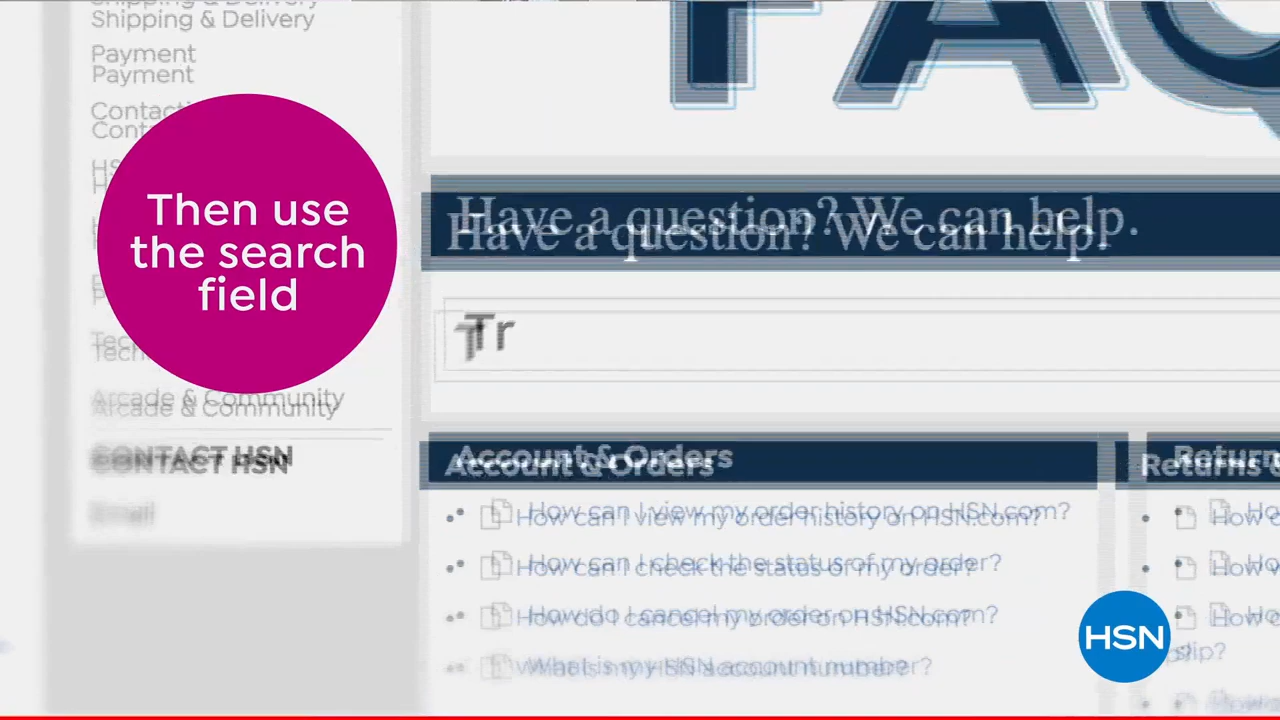 Shipping & Delivery
Payment
FAQ
Then use
the search
field
Have a question? We can help.
Tr
Arcade & Community
CONTACT HSN
Email
Account & Orders
How can I view my order history on HSN.com?
How can I check the status of my order?
How do I cancel my order on HSN.com?
What is my HSN account number?
HSN
slip?